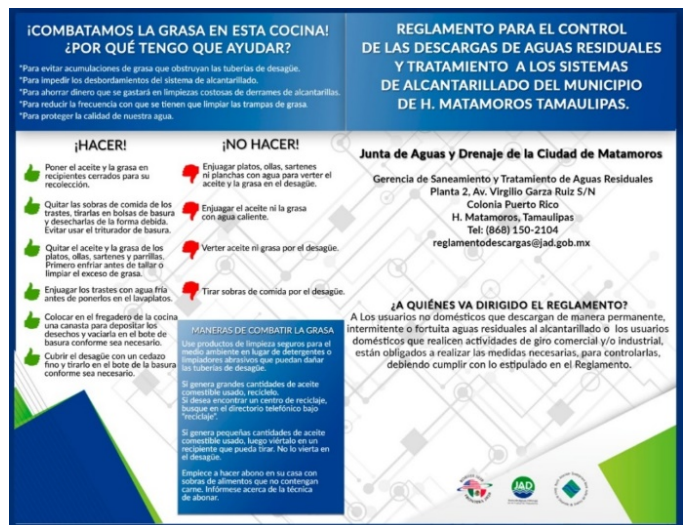 ¡COMBATAMOS LA GRASA EN ESTA COCINA!
¿POR QUÉ TENGO QUE AYUDAR?
*Para evitar acumulaciones de grasa que obstruyan las tuberías de desagüe.
*Para impedir los desbordamientos del sistema de alcantarillado.
*Para ahorrar dinero que se gastará en limpiezas costosas de derrames de alcantarillas.
*Para reducir la frecuencia con que se tienen que limpiar las trampas de grasa.
*Para proteger la calidad de nuestra agua.
¡HACER!
Poner el aceite y la grasa en
recipientes cerrados para su
recolección.
Quitar las sobras de comida de los
trastes, tirarlas en bolsas de basura
y desecharlas de la forma debida.
Evitar usar el triturador de basura.
Quitar el aceite y la grasa de los
platos, ollas, sartenes y parrillas.
Primero enfriar antes de tallar o
limpiar el exceso de grasa.
Enjuagar los trastes con agua fría
antes de ponerlos en el lavaplatos.
Colocar en el fregadero de la cocina
una canasta para depositar los
desechos y vaciarla en el bote de
basura conforme sea necesario.
Cubrir el desagüe con un cedazo
fino y tirarlo en el bote de la basura
conforme sea necesario.
¡NO HACER!
Enjuagar platos, ollas, sartenes
ni planchas con agua para verter el
aceite y la grasa en el desagüe.
Enjuagar el aceite ni la grasa
con agua caliente.
Verter aceite ni grasa por el desagüe.
Tirar sobras de comida por el desagüe.
MANERAS DE COMBATIR LA GRASA
Use productos de limpieza seguros para el
medio ambiente en lugar de detergentes o
limpiadores abrasivos que puedan dañar
las tuberías de desagüe.
Si genera grandes cantidades de aceite
comestible usado, recíclelo.
Si desea encontrar un centro de reciclaje,
busque en el directorio telefónico bajo
"reciclaje".
Si genera pequeñas cantidades de aceite
comestible usado, luego viértalo en un
recipiente que pueda tirar. No lo vierta en
el desagüe.
Empiece a hacer abono en su casa con
sobras de alimentos que no contengan
carne. Infórmese acerca de la técnica
de abonar.
REGLAMENTO PARA EL CONTROL
DE LAS DESCARGAS DE AGUAS RESIDUALES
Y TRATAMIENTO A LOS SISTEMAS
DE ALCANTARILLADO DEL MUNICIPIO
DE H. MATAMOROS TAMAULIPAS.
Junta de Aguas y Drenaje de la Ciudad de Matamoros
Gerencia de Saneamiento y Tratamiento de Aguas Residuales
Planta 2, Av. Virgilio Garza Ruiz S/N
Colonia Puerto Rico
H. Matamoros, Tamaulipas
Tel: (868) 150-2104
reglamentodescargas@jad.gob.mx
¿A QUIÉNES VA DIRIGIDO EL REGLAMENTO?
A Los usuarios no domésticos que descargan de manera permanente,
intermitente o fortuita aguas residuales al alcantarillado o los usuarios
domésticos que realicen actividades de giro comercial y/o industrial,
están obligados a realizar las medidas necesarias, para controlarlas,
debiendo cumplir con lo estipulado en el Reglamento.
JAD